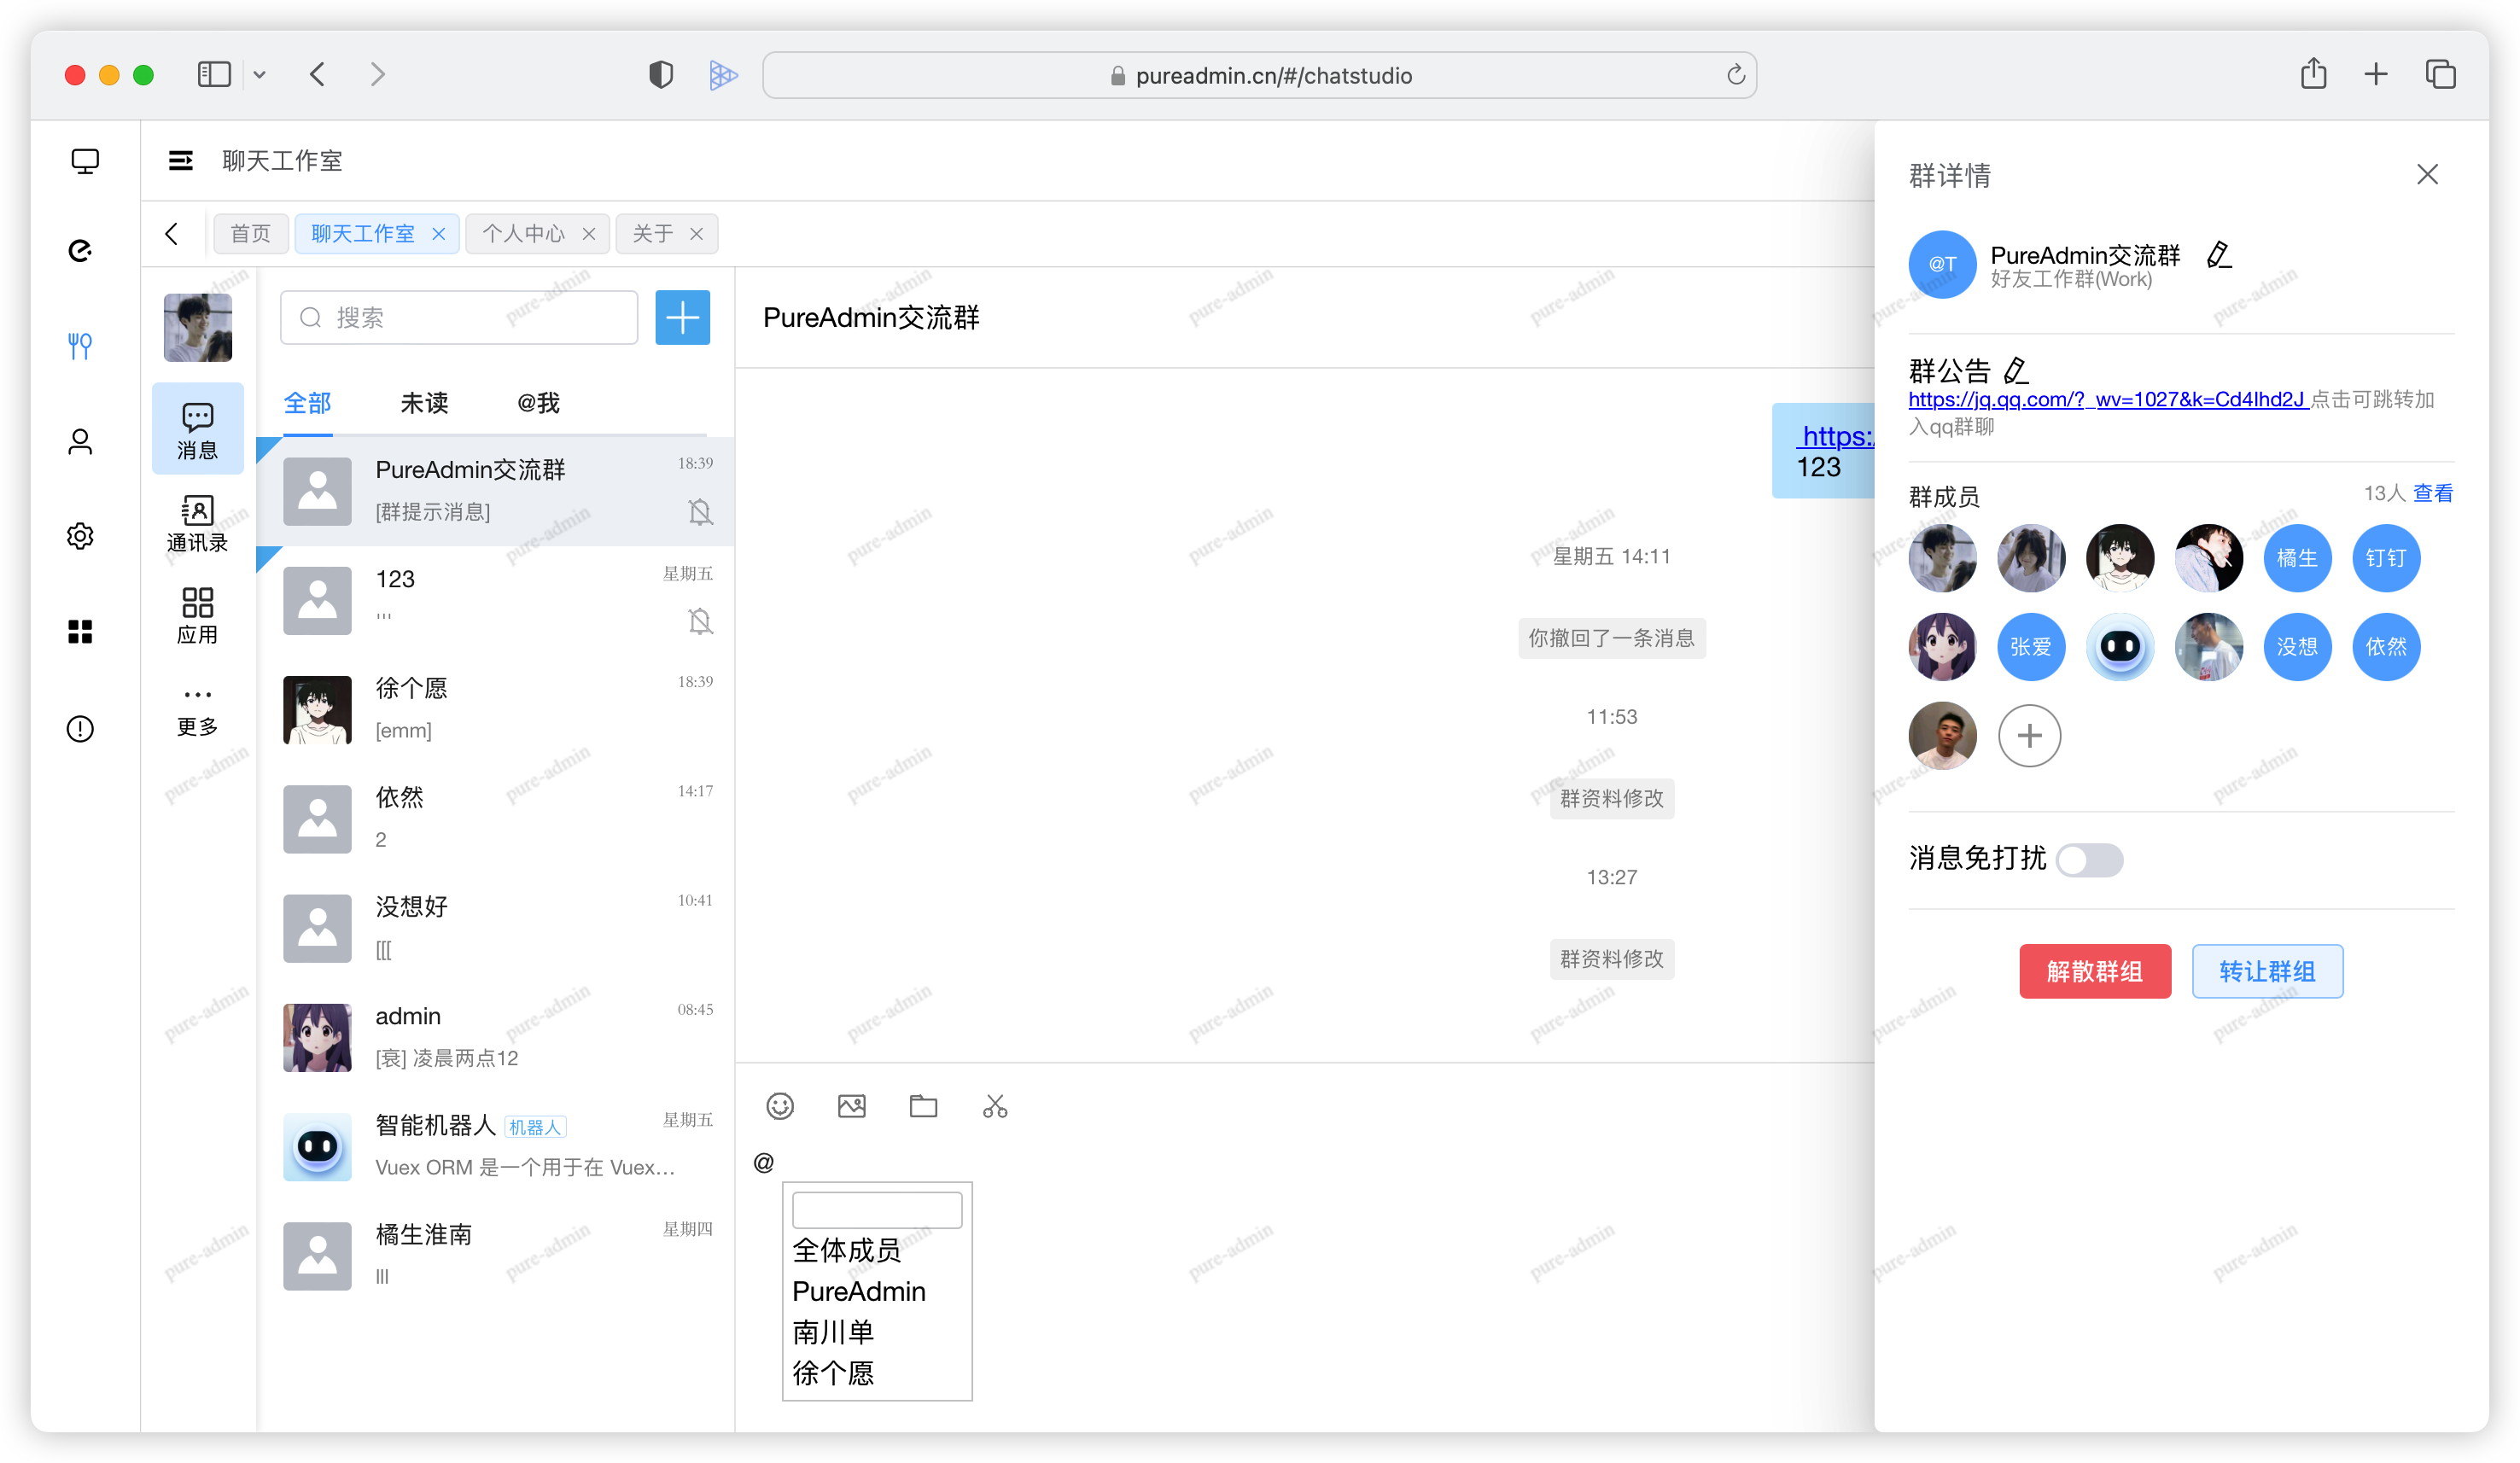 pureadmin.cn/#/chatstudio
聊天工作室
首页
聊天工作室
个人中心
关于
消息
通讯录
应用
更多
搜索
全部
未读
@我
PureAdmin交流群
18:39
[群提示消息]
123
星期五
'''
徐个愿
18:39
[emm]
依然
14:17
2
没想好
10:41
[[[
admin
08:45
[衰] 凌晨两点12
智能机器人
机器人
星期五
Vuex ORM 是一个用于在 Vuex...
橘生淮南
星期四
lll
PureAdmin交流群
https:/
123
星期五 14:11
你撤回了一条消息
11:53
群资料修改
13:27
群资料修改
@
全体成员
PureAdmin
南川单
徐个愿
群详情
@T
PureAdmin交流群
好友工作群(Work)
群公告
https://jq.qq.com/?_wv=1027&k=Cd4Ihd2J 点击可跳转加
入qq群聊
群成员
13人 查看
橘生
钉钉
张爱
没想
依然
消息免打扰
解散群组
转让群组
pure-admin